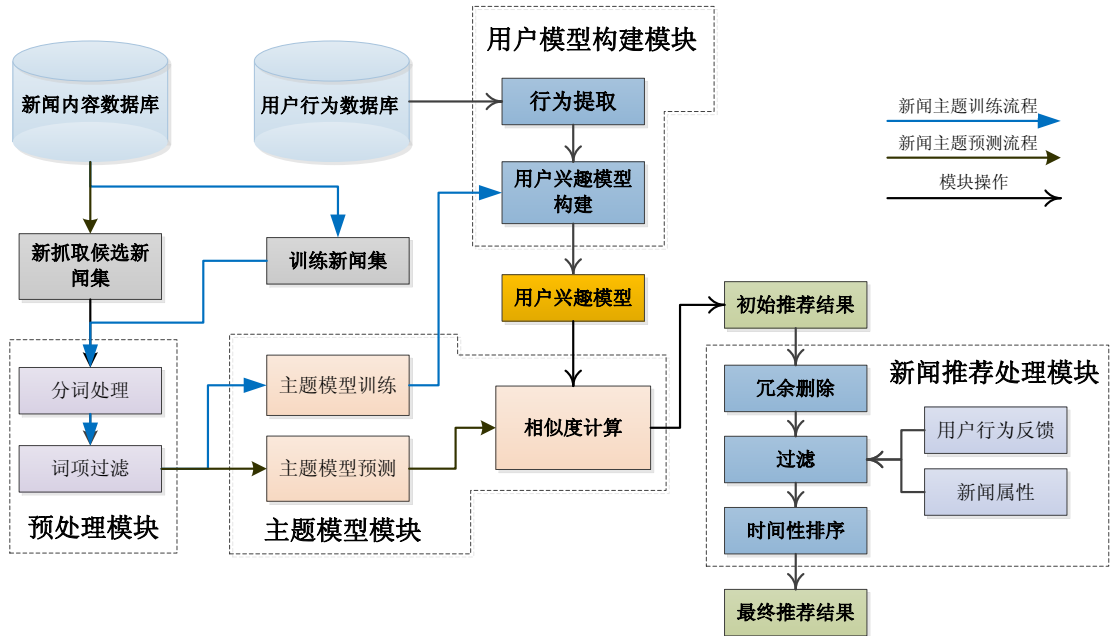 新闻内容数据库
用户行为数据库
用户模型构建模块
行为提取
用户兴趣模型
构建
新闻主题训练流程
新闻主题预测流程
模块操作
新抓取候选新
闻集
训练新闻集
用户兴趣模型
初始推荐结果
分词处理
词项过滤
预处理模块
主题模型训练
主题模型预测
主题模型模块
相似度计算
新闻推荐处理模块
冗余删除
过滤
用户行为反馈
新闻属性
时间性排序
最终推荐结果